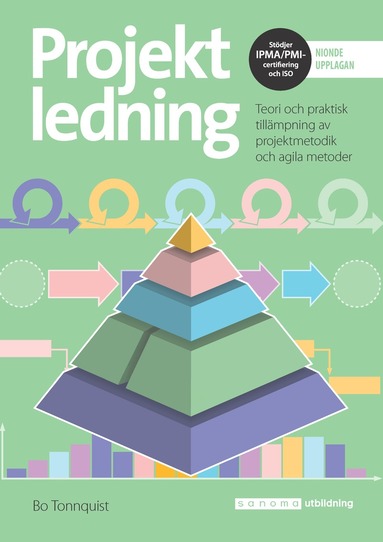 Projekt
ledning
Stödjer
IPMA/PMI-
certifiering
och ISO
NIONDE
UPPLAGAN
Teori och praktisk
tillämpning av
projektmetodik
och agila metoder
Bo Tonnquist
sanoma utbildning